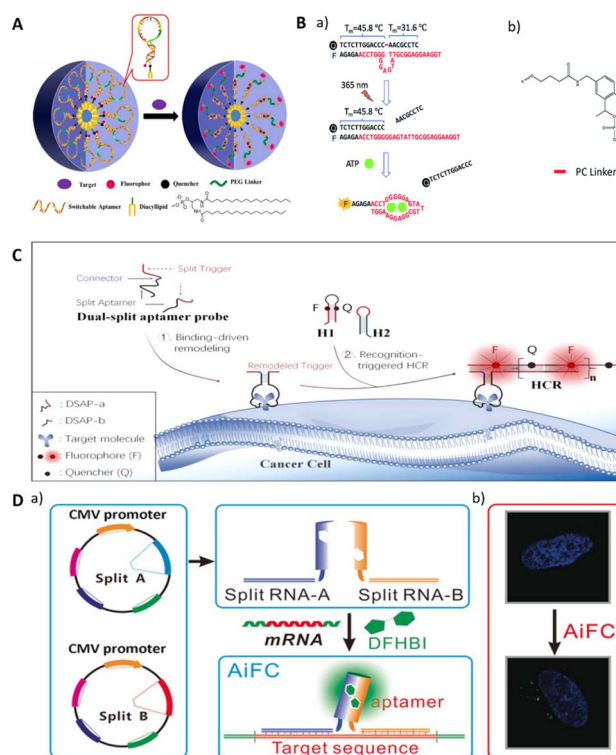 A
Target
Fluorophor
Quencher
PEG Linker
Switchable Aptamer
Diacyllipid
B a)
Tm=45.8 °C Tm=31.6 °C
Q TCTCTTGGACCC-AACGCCTC
F AGAGAACCTGGG TTGCGGAGGAAGGT
365 nm
Tm=45.8 °C
AACGCCTC
Q TCTCTTGGACCC
F AGAGAACCTGGGGGAGTATTGCGGAGGAAGGT
ATP
Q TCTCTTGGACCC
F AGAGAACCT
b)
PC Linker
C
Split Trigger
Connector
Split Aptamer
Dual-split aptamer probe
1. Binding-driven
remodeling
F Q
H1 H2
2. Recognition-
triggered HCR
Remodeled Trigger
F Q F
HCR n
: DSAP-a
: DSAP-b
: Target molecule
: Fluorophore (F)
: Quencher (Q)
Cancer Cell
D a)
CMV promoter
Split A
CMV promoter
Split B
Split RNA-A Split RNA-B
mRNA
DFHBI
AiFC
aptamer
Target sequence
b)
AiFC